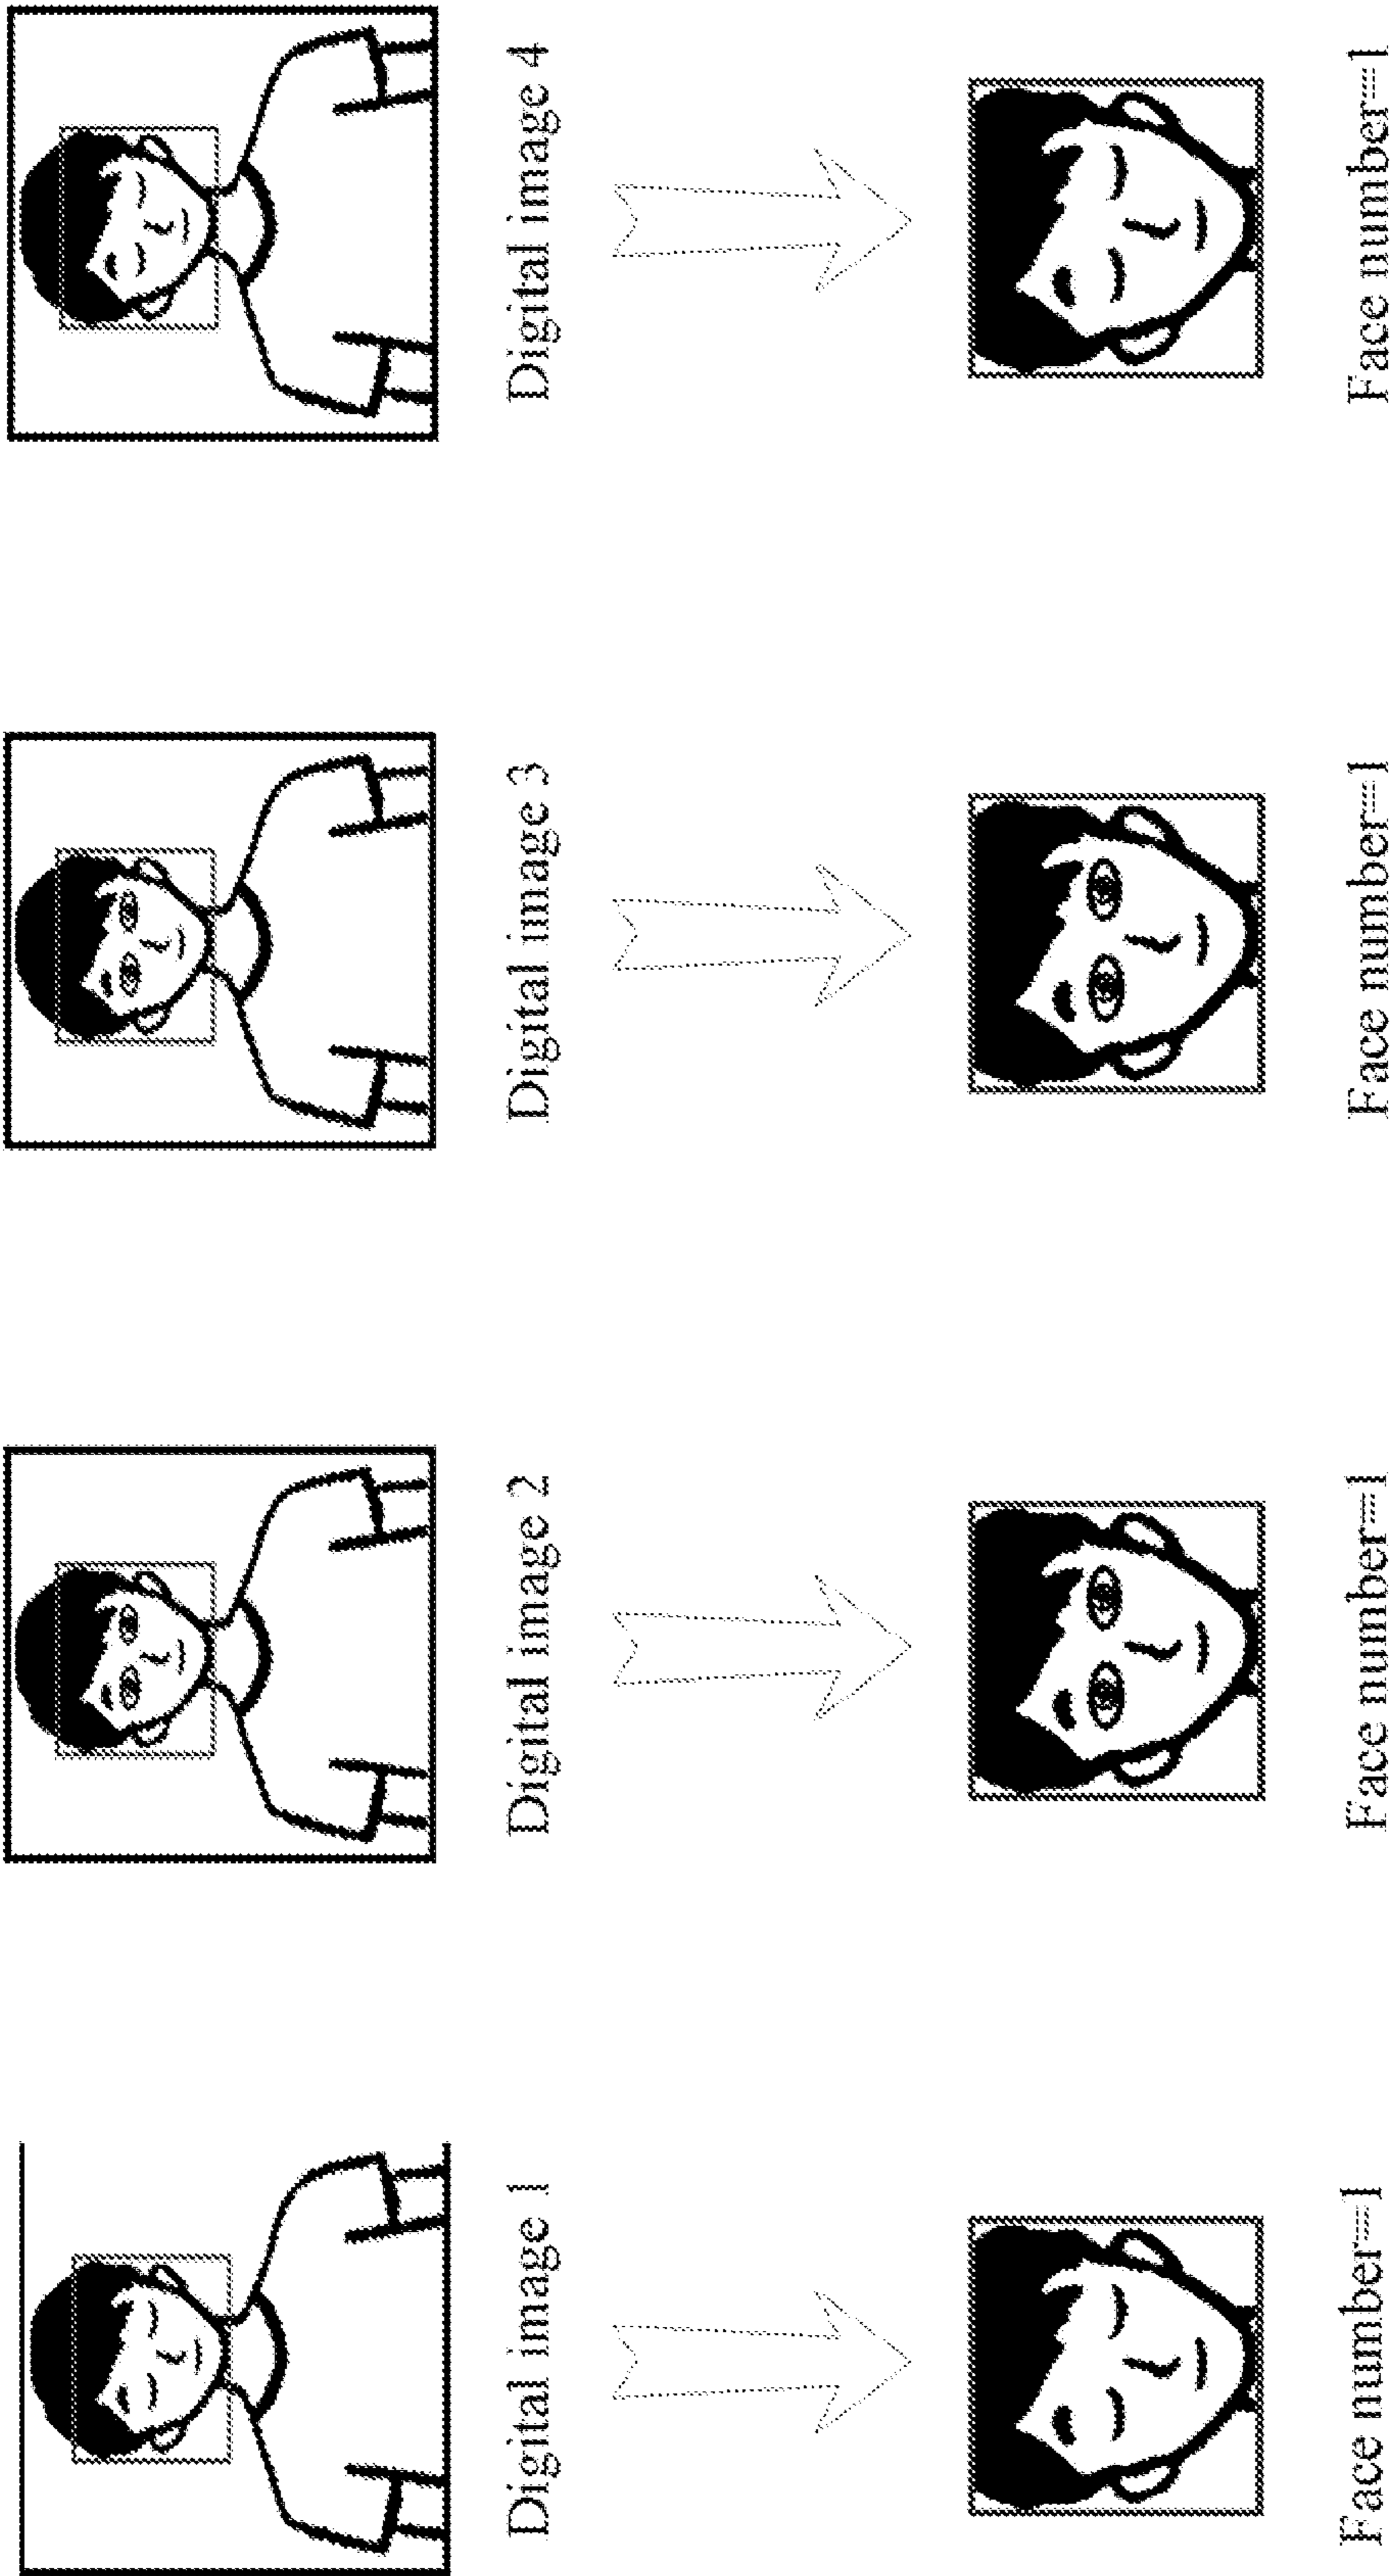 Digital image 1
Digital image 2
Digital image 3
Digital image 4
Face number=1
Face number=1
Face number=1
Face number=1